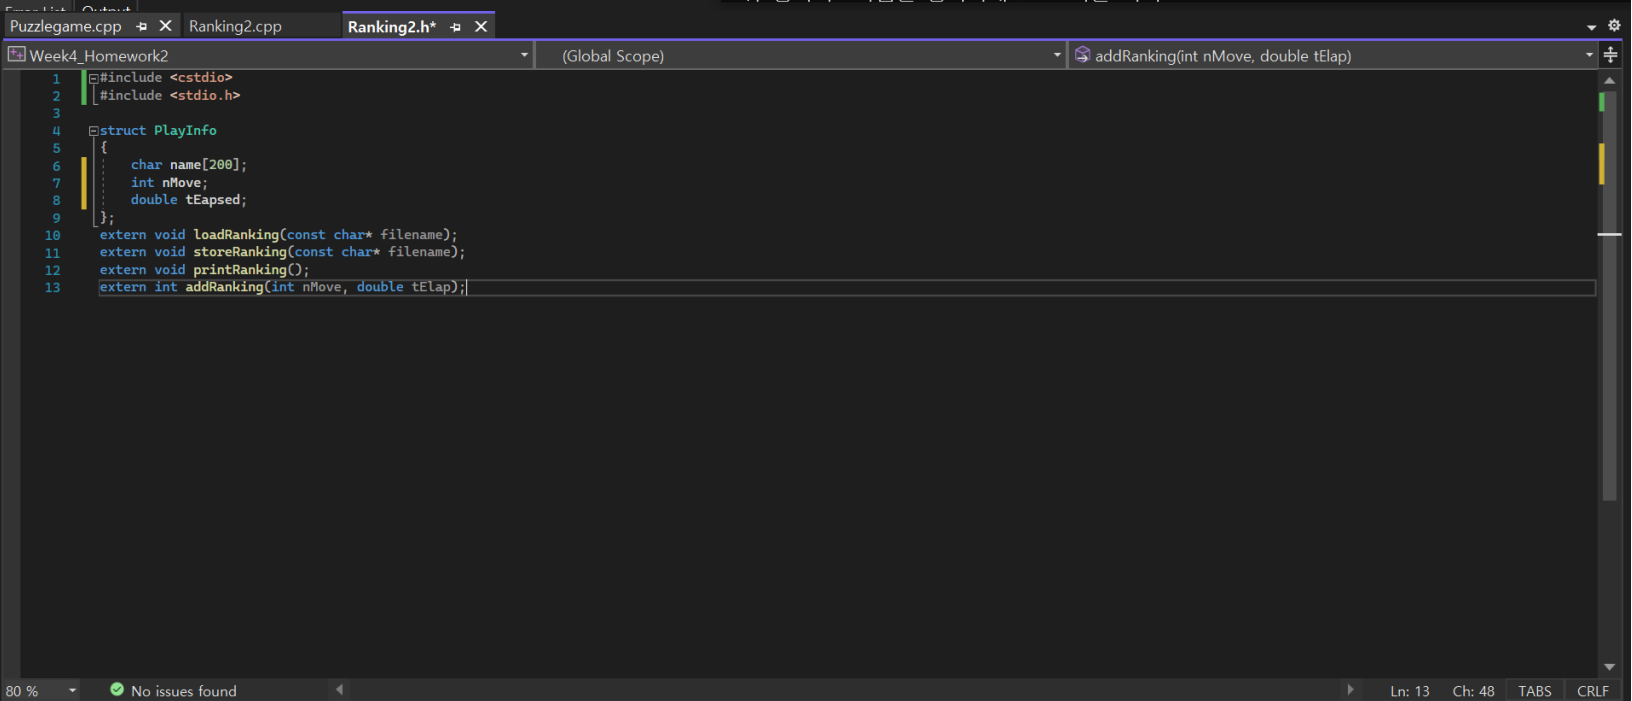 Error List Output
Puzzlegame.cpp Ranking2.cpp Ranking2.h*
Week4_Homework2 (Global Scope) addRanking(int nMove, double tElap)
1 #include <cstdio>
2 #include <stdio.h>
3
4 struct PlayInfo
5 {
6 char name[200];
7 int nMove;
8 double tEapsed;
9 };
10 extern void loadRanking(const char* filename);
11 extern void storeRanking(const char* filename);
12 extern void printRanking();
13 extern int addRanking(int nMove, double tElap);
80 % No issues found Ln: 13 Ch: 48 TABS CRLF